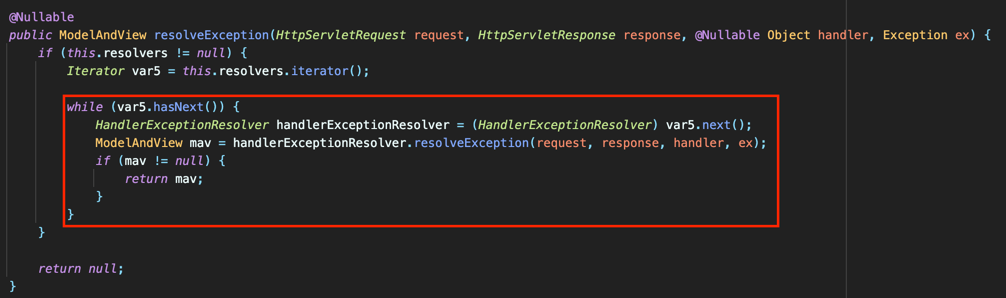 @Nullable
public ModelAndView resolveException(HttpServletRequest request, HttpServletResponse response, @Nullable Object handler, Exception ex) {
if (this.resolvers != null) {
Iterator var5 = this.resolvers.iterator();
while (var5.hasNext()) {
HandlerExceptionResolver handlerExceptionResolver = (HandlerExceptionResolver) var5.next();
ModelAndView mav = handlerExceptionResolver.resolveException(request, response, handler, ex);
if (mav != null) {
return mav;
}
}
}
return null;
}